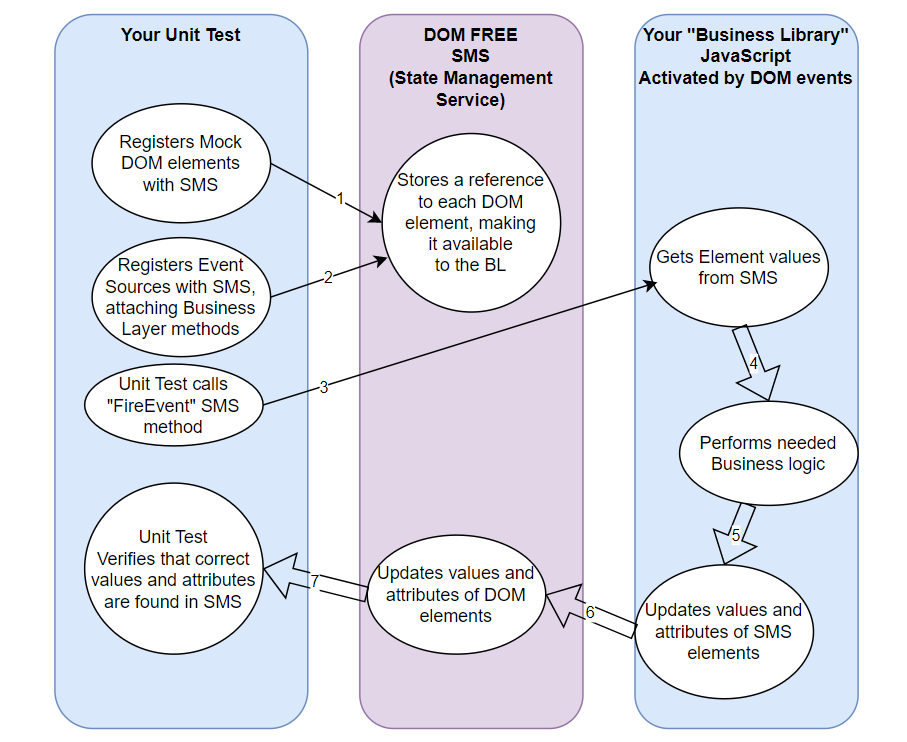 Your Unit Test
DOM FREE
SMS
(State Management
Service)
Your "Business Library"
JavaScript
Activated by DOM events
Registers Mock
DOM elements
with SMS
1
Stores a reference
to each DOM
element, making
it available
to the BL
Registers Event
Sources with SMS,
attaching Business
Layer methods
2
Gets Element values
from SMS
Unit Test calls
"FireEvent" SMS
method
3
4
Performs needed
Business logic
5
Updates values and
attributes of SMS
elements
6
Updates values and
attributes of DOM
elements
7
Unit Test
Verifies that correct
values and attributes
are found in SMS